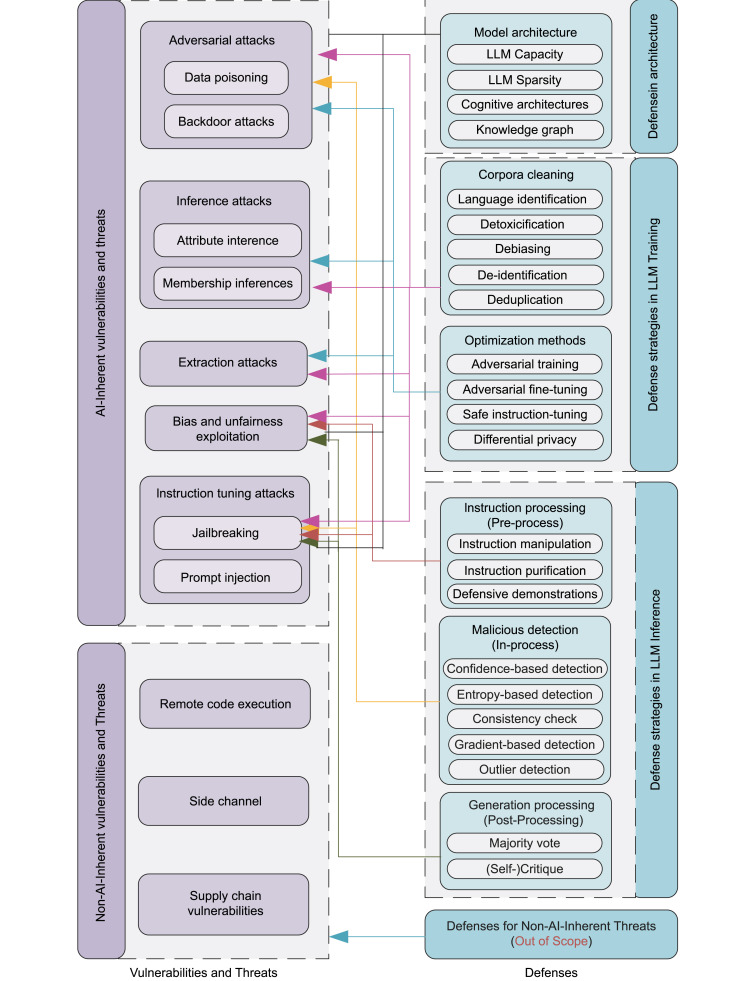 AI-Inherent vulnerabilities and threats
Adversarial attacks
Data poisoning
Backdoor attacks
Inference attacks
Attribute interence
Membership inferences
Extraction attacks
Bias and unfairness
exploitation
Instruction tuning attacks
Jailbreaking
Prompt injection
Non-AI-Inherent vulnerabilities and Threats
Remote code execution
Side channel
Supply chain
vulnerabilities
Vulnerabilities and Threats
Model architecture
LLM Capacity
LLM Sparsity
Cognitive architectures
Knowledge graph
Defensein architecture
Corpora cleaning
Language identification
Detoxicification
Debiasing
De-identification
Deduplication
Optimization methods
Adversarial training
Adversarial fine-tuning
Safe instruction-tuning
Differential privacy
Defense strategies in LLM Training
Instruction processing
(Pre-process)
Instruction manipulation
Instruction purification
Defensive demonstrations
Malicious detection
(In-process)
Confidence-based detection
Entropy-based detection
Consistency check
Gradient-based detection
Outlier detection
Generation processing
(Post-Processing)
Majority vote
(Self-)Critique
Defense strategies in LLM Inference
Defenses for Non-AI-Inherent Threats
(Out of Scope)
Defenses